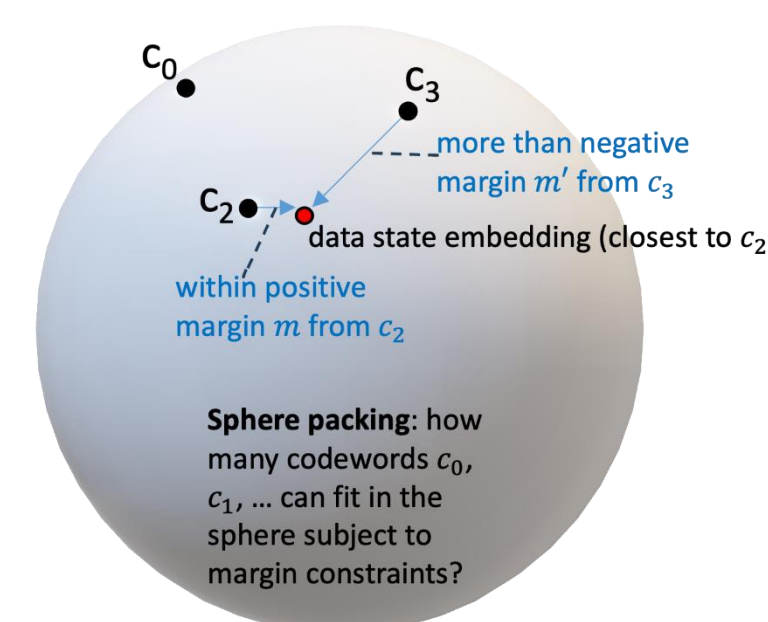 c₀
c₃
more than negative
margin m′ from c₃
c₂
data state embedding (closest to c₂
within positive
margin m from c₂
Sphere packing: how
many codewords c₀,
c₁, ... can fit in the
sphere subject to
margin constraints?